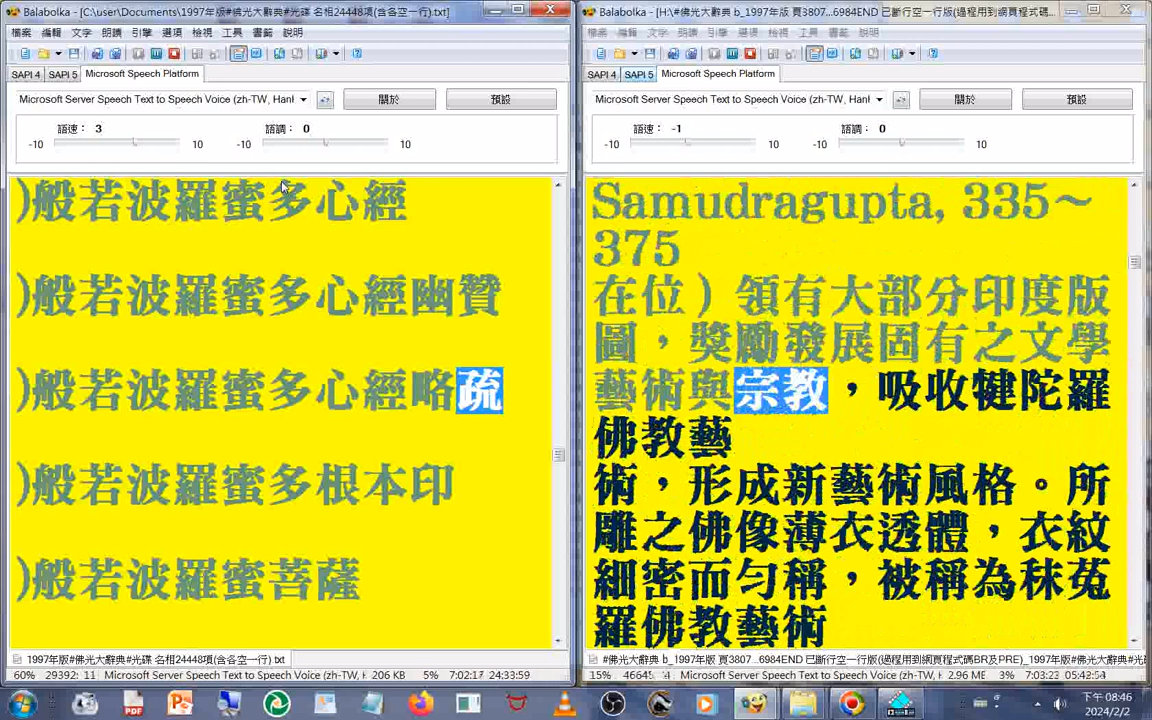 Balabolka - [C:\user\Documents\1997年版#佛光大辭典#光碟 名相24448項(含各空一行).txt]
檔案 編輯 文字 朗讀 引擎 選項 檢視 工具 書籤 說明
SAPI 4 SAPI 5 Microsoft Speech Platform
Microsoft Server Speech Text to Speech Voice (zh-TW, Han
關於 預設
語速： 3 語調： 0
-10 10 -10 10
)般若波羅蜜多心經
)般若波羅蜜多心經幽贊
)般若波羅蜜多心經略疏
)般若波羅蜜多根本印
)般若波羅蜜菩薩
1997年版#佛光大辭典#光碟 名相24448項(含各空一行).txt
60% 29392: 11 Microsoft Server Speech Text to Speech Voice (zh-TW, H 206 KB 5% 7:02:17 24:33:59
Balabolka - [H:\#佛光大辭典 b_1997年版 頁3807...6984END 已斷行空一行版(過程用到網頁程式碼
檔案 編輯 文字 朗讀 引擎 選項 檢視 工具 書籤 說明
SAPI 4 SAPI 5 Microsoft Speech Platform
Microsoft Server Speech Text to Speech Voice (zh-TW, Han
關於 預設
語速： -1 語調： 0
-10 10 -10 10
Samudragupta, 335～
375
在位）領有大部分印度版
圖，獎勵發展固有之文學
藝術與宗教，吸收犍陀羅
佛教藝
術，形成新藝術風格。所
雕之佛像薄衣透體，衣紋
細密而勻稱，被稱為秣菟
羅佛教藝術
#佛光大辭典 b_1997年版 頁3807...6984END 已斷行空一行版(過程用到網頁程式碼BR及PRE)_1997年版#光
15% 46645: Microsoft Server Speech Text to Speech Voice (zh-TW, 2.96 MB 3% 7:03:22 05:42:54
下午 08:46
2024/2/2